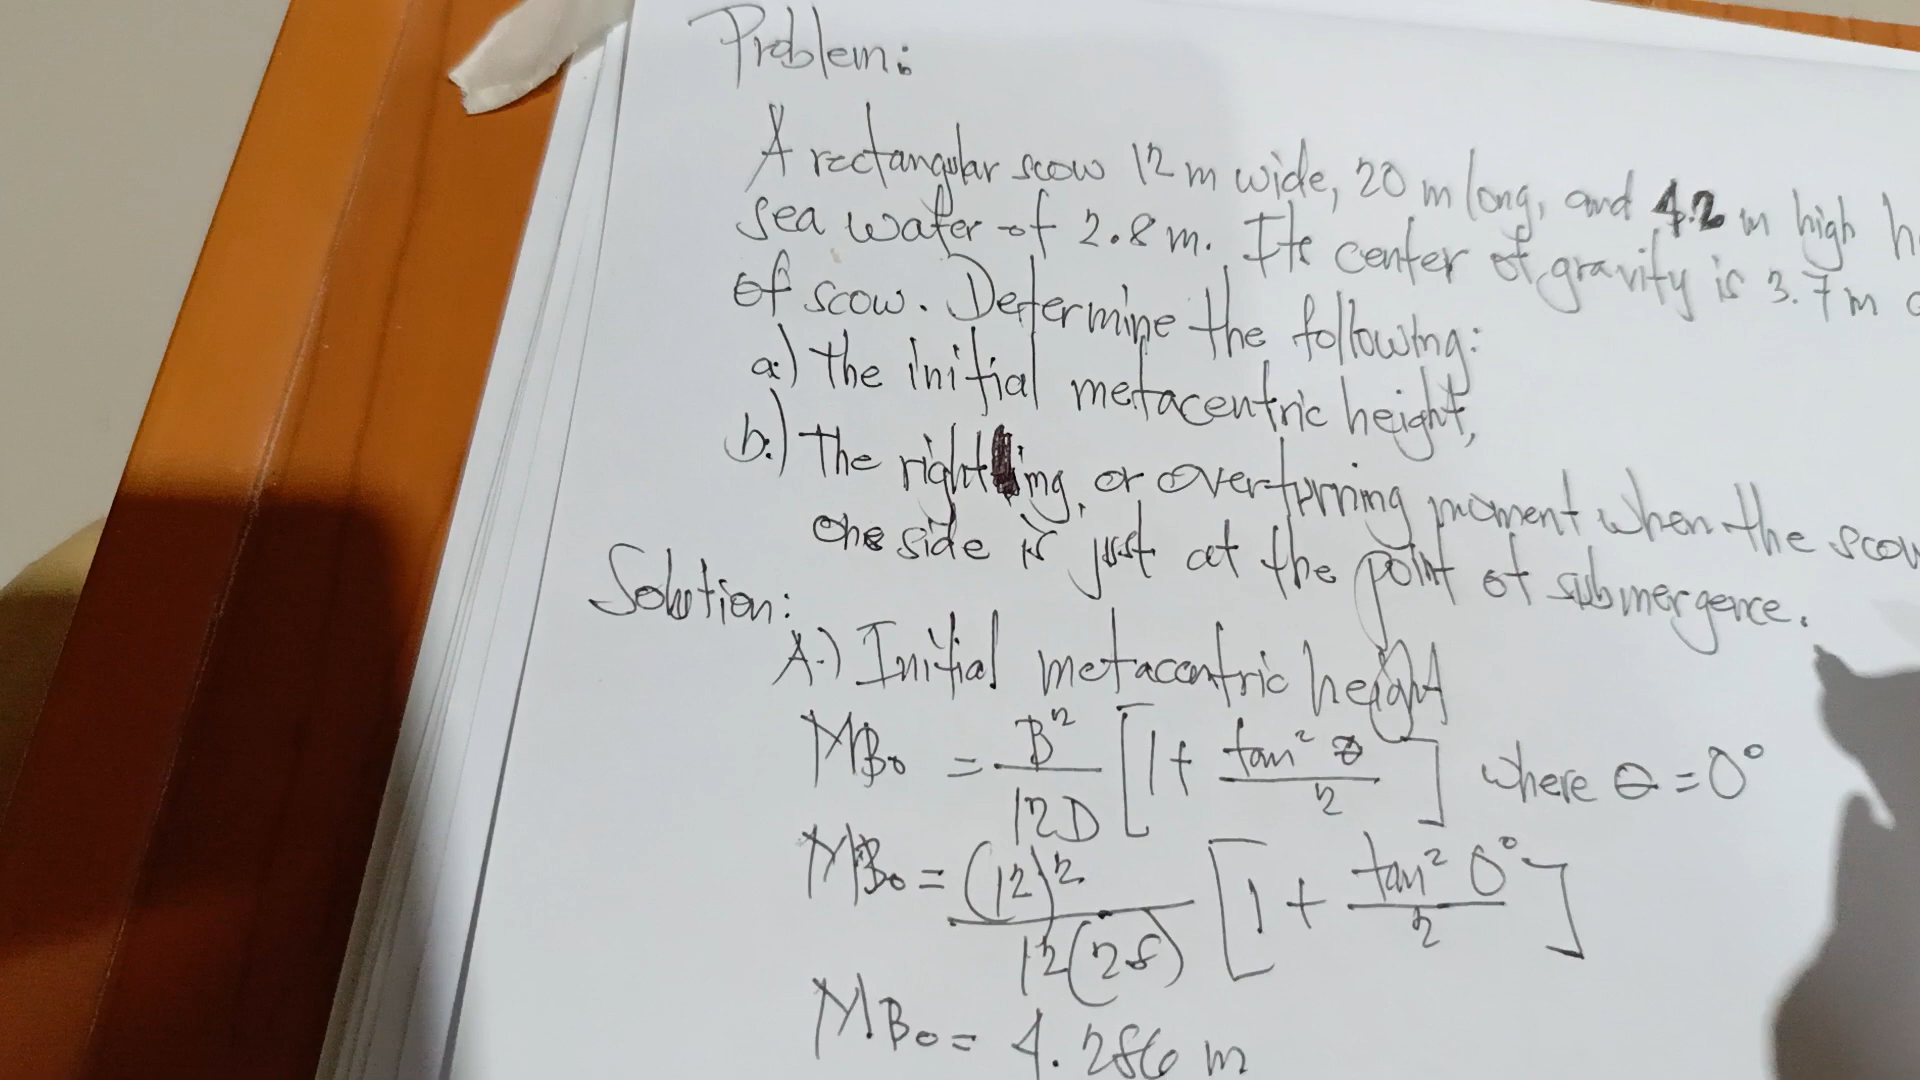 Problem:
A rectangular scow 12 m wide, 20 m long, and 4.2 m high
sea water of 2.8 m. Its center of gravity is 3.7 m
of scow. Determine the following:
a.) the initial metacentric height,
b.) the righting or overturning moment when the scow
one side is just at the point of submergence.
Solution:
A.) Initial metacentric height
MB₀ = B² / 12D [1 + tan² θ / 2] where θ = 0°
MB₀ = (12)² / 12(2.8) [1 + tan² 0° / 2]
MB₀ = 4.286 m